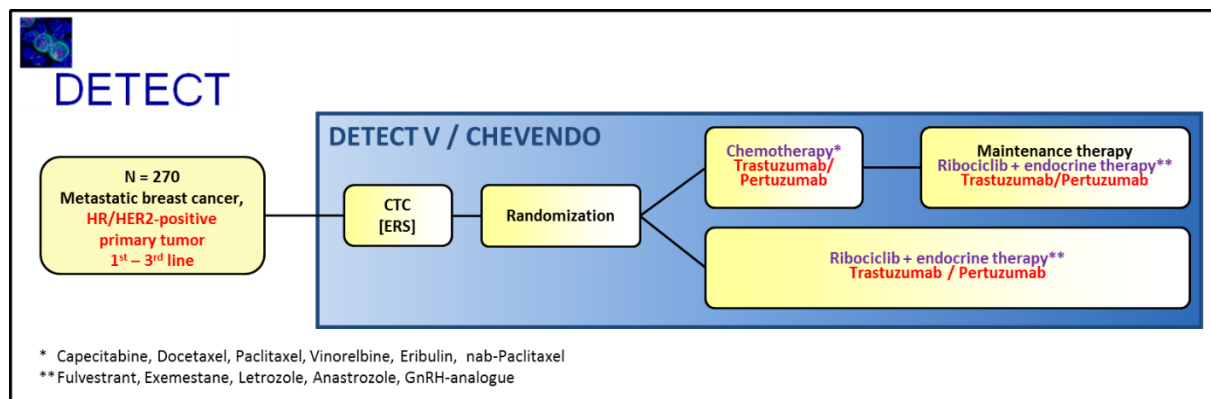 DETECT
DETECT V / CHEVENDO
N = 270
Metastatic breast cancer,
HR/HER2-positive
primary tumor
1st – 3rd line
CTC
[ERS]
Randomization
Chemotherapy*
Trastuzumab/
Pertuzumab
Maintenance therapy
Ribociclib + endocrine therapy**
Trastuzumab/Pertuzumab
Ribociclib + endocrine therapy**
Trastuzumab / Pertuzumab
* Capecitabine, Docetaxel, Paclitaxel, Vinorelbine, Eribulin, nab-Paclitaxel
**Fulvestrant, Exemestane, Letrozole, Anastrozole, GnRH-analogue